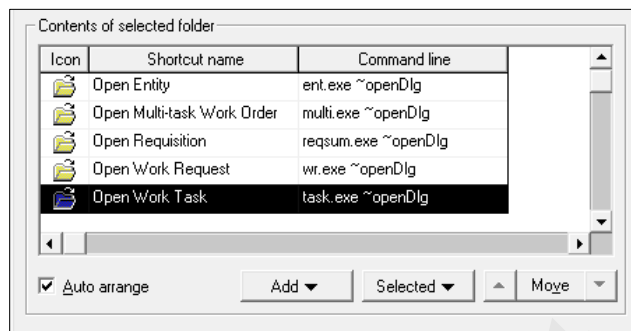 Contents of selected folder
Icon Shortcut name Command line
Open Entity ent.exe ~openDlg
Open Multi-task Work Order multi.exe ~openDlg
Open Requisition reqsum.exe ~openDlg
Open Work Request wr.exe ~openDlg
Open Work Task task.exe ~openDlg
Auto arrange Add Selected Move